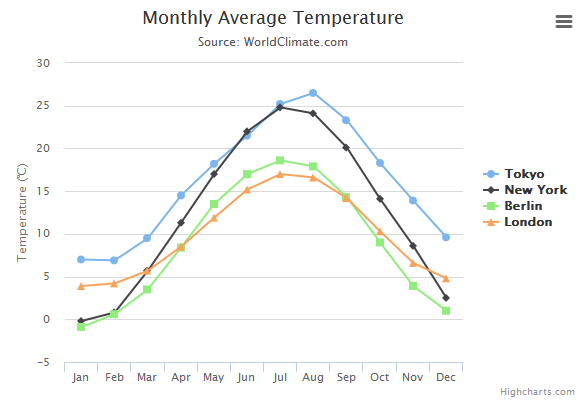 Monthly Average Temperature
Source: WorldClimate.com
Temperature (°C)
30
25
20
15
10
5
0
−5
Jan Feb Mar Apr May Jun Jul Aug Sep Oct Nov Dec
Tokyo
New York
Berlin
London
Highcharts.com